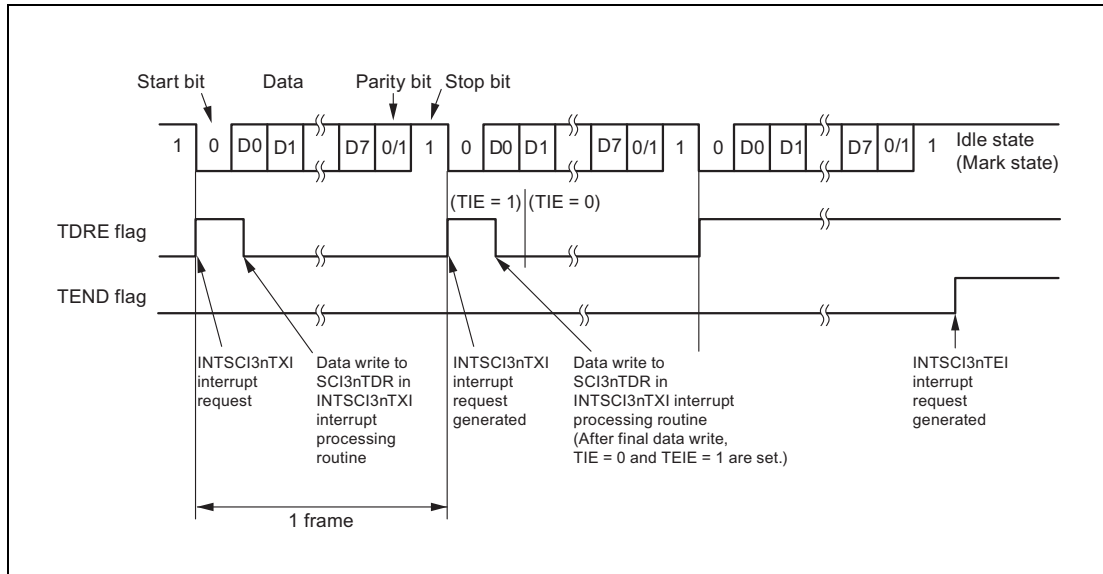 Start bit Data Parity bit Stop bit
1 0 D0 D1 D7 0/1 1 0 D0 D1 D7 0/1 1 0 D0 D1 D7 0/1 1 Idle state
(Mark state)
(TIE = 1) (TIE = 0)
TDRE flag
TEND flag
INTSCI3nTXI
interrupt
request
Data write to
SCI3nTDR in
INTSCI3nTXI
interrupt
processing
routine
INTSCI3nTXI
interrupt
request
generated
Data write to
SCI3nTDR in
INTSCI3nTXI interrupt
processing routine
(After final data write,
TIE = 0 and TEIE = 1 are set.)
INTSCI3nTEI
interrupt
request
generated
1 frame